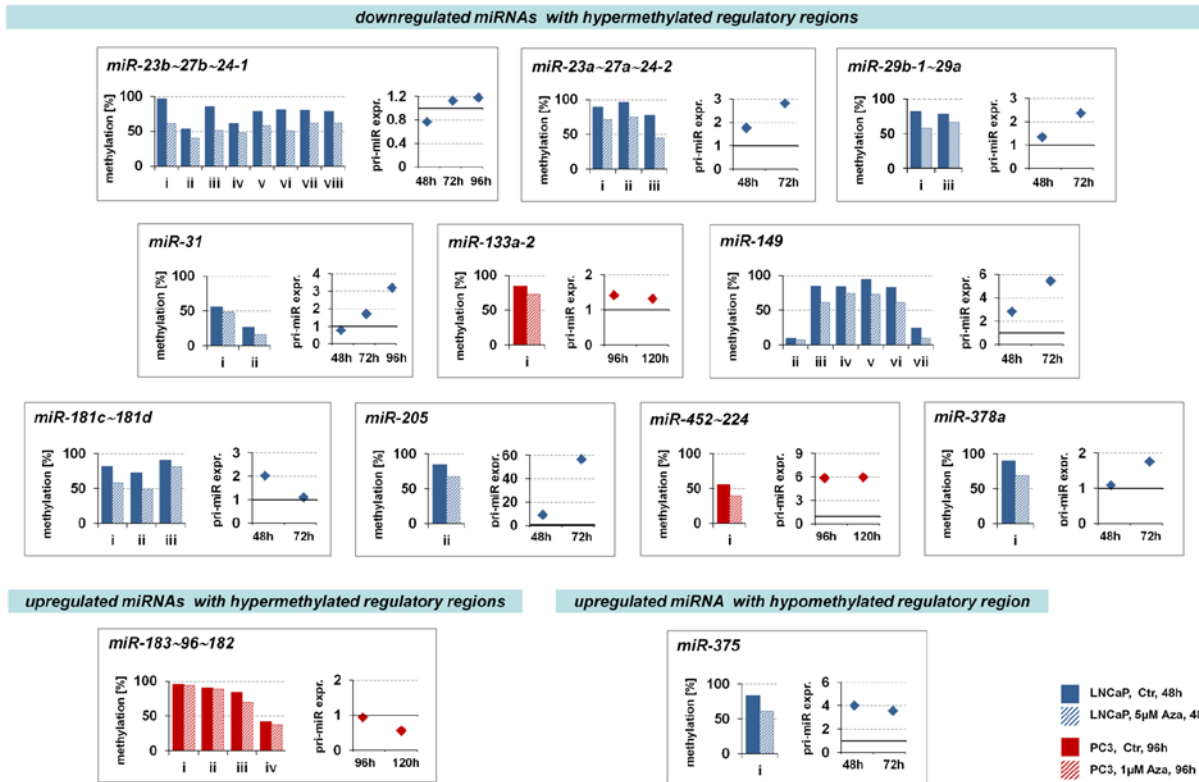 downregulated miRNAs with hypermethylated regulatory regions
miR-23b~27b~24-1
methylation [%]
100
50
0
i ii iii iv v vi vii viii
pri-miR expr.
1.2
0.8
0.4
0
48h 72h 96h
miR-23a~27a~24-2
methylation [%]
100
50
0
i ii iii
pri-miR expr.
3
2
1
0
48h 72h
miR-29b-1~29a
methylation [%]
100
50
0
i iii
pri-miR expr.
3
2
1
0
48h 72h
miR-31
methylation [%]
100
50
0
i ii
pri-miR expr.
4
3
2
1
0
48h 72h 96h
miR-133a-2
methylation [%]
100
50
0
i
pri-miR expr.
2
1
0
96h 120h
miR-149
methylation [%]
100
50
0
ii iii iv v vi vii
pri-miR expr.
6
4
2
0
48h 72h
miR-181c~181d
methylation [%]
100
50
0
i ii iii
pri-miR expr.
3
2
1
0
48h 72h
miR-205
methylation [%]
100
50
0
ii
pri-miR expr.
60
40
20
0
48h 72h
miR-452~224
methylation [%]
100
50
0
i
pri-miR expr.
9
6
3
0
96h 120h
miR-378a
methylation [%]
100
50
0
i
pri-miR expr.
2
1
0
48h 72h
upregulated miRNAs with hypermethylated regulatory regions
miR-183~96~182
methylation [%]
100
50
0
i ii iii iv
pri-miR expr.
2
1
0
96h 120h
upregulated miRNA with hypomethylated regulatory region
miR-375
methylation [%]
100
50
0
i
pri-miR expr.
6
4
2
0
48h 72h
LNCaP, Ctr, 48h
LNCaP, 5µM Aza, 48
PC3, Ctr, 96h
PC3, 1µM Aza, 96h